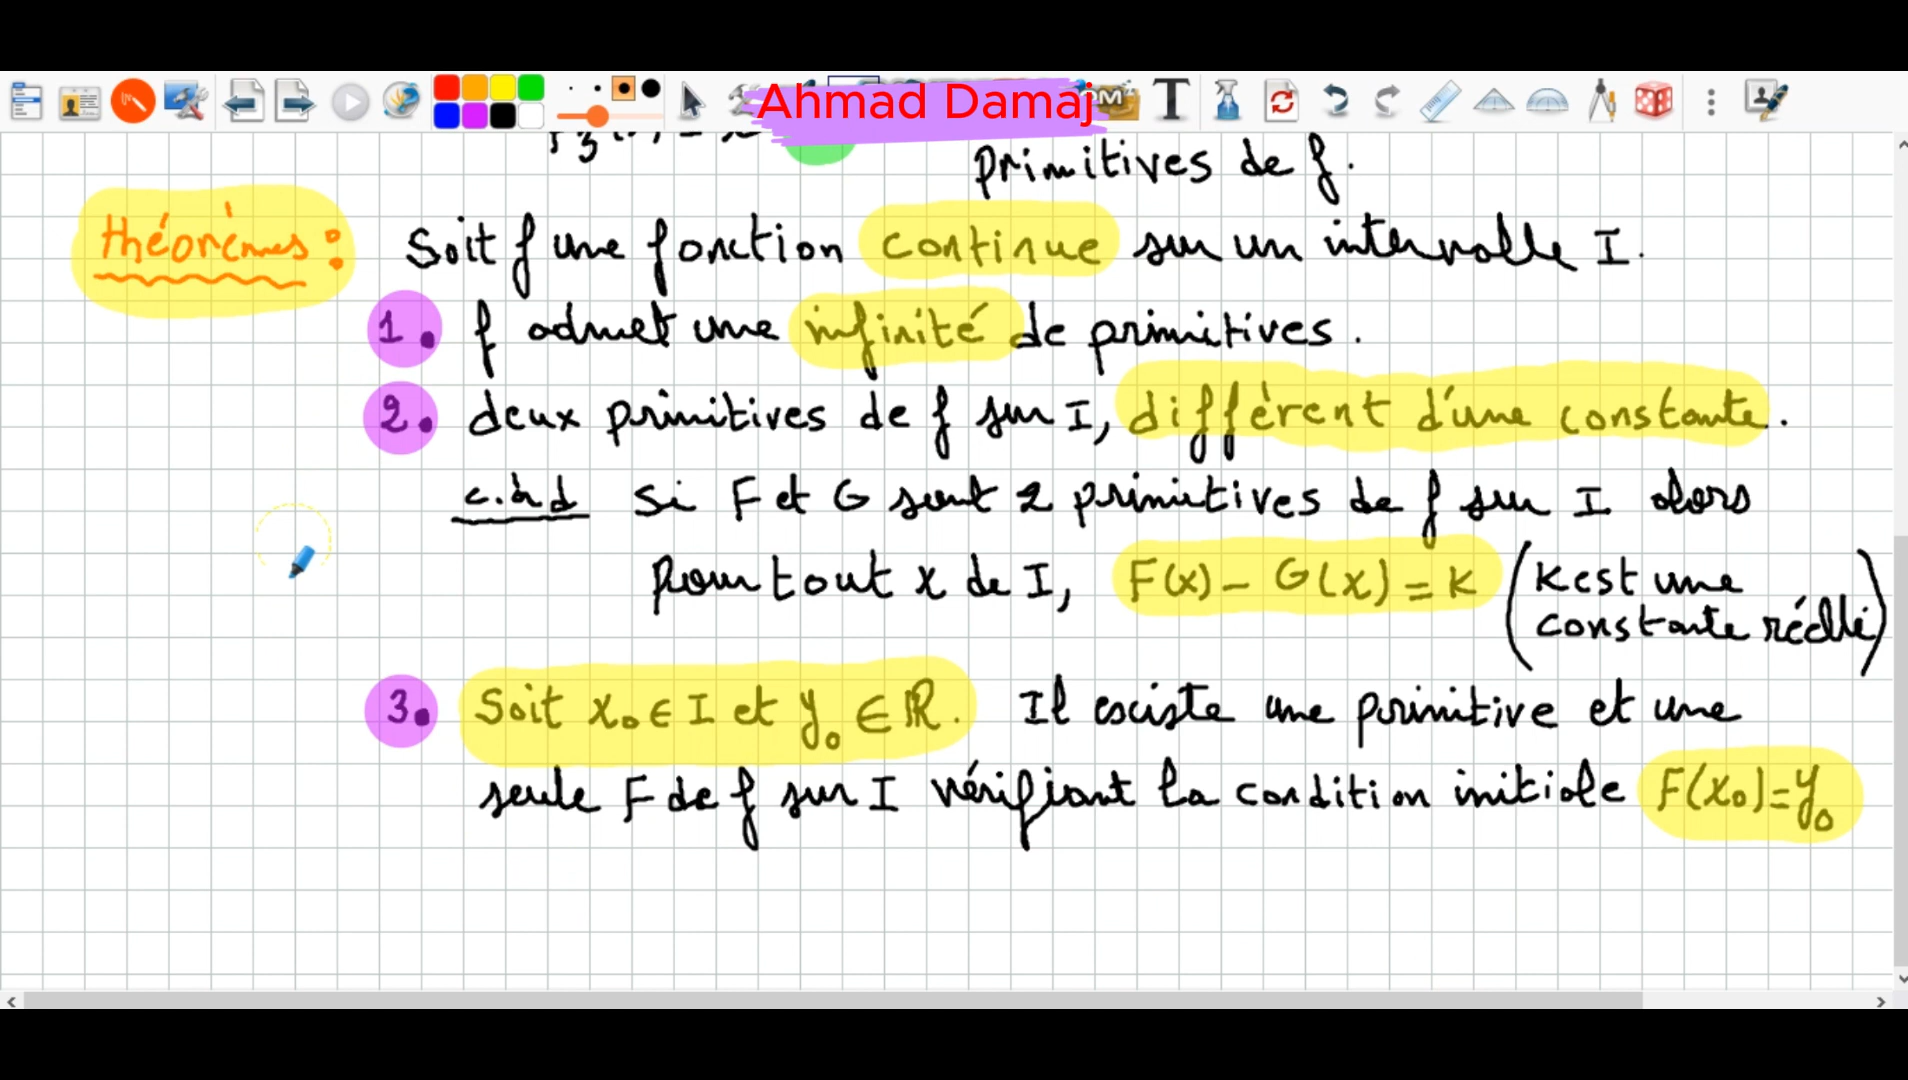 Ahmad Damaj
primitives de f.
théorèmes : Soit f une fonction continue sur un intervalle I.
1. f admet une infinité de primitives.
2. deux primitives de f sur I, diffèrent d'une constante.
c.à.d Si F et G sont 2 primitives de f sur I alors
pour tout x de I, F(x) - G(x) = K (K est une constante réelle)
3. Soit x₀ ∈ I et y₀ ∈ ℝ. Il existe une primitive et une
seule F de f sur I vérifiant la condition initiale F(x₀)=y₀